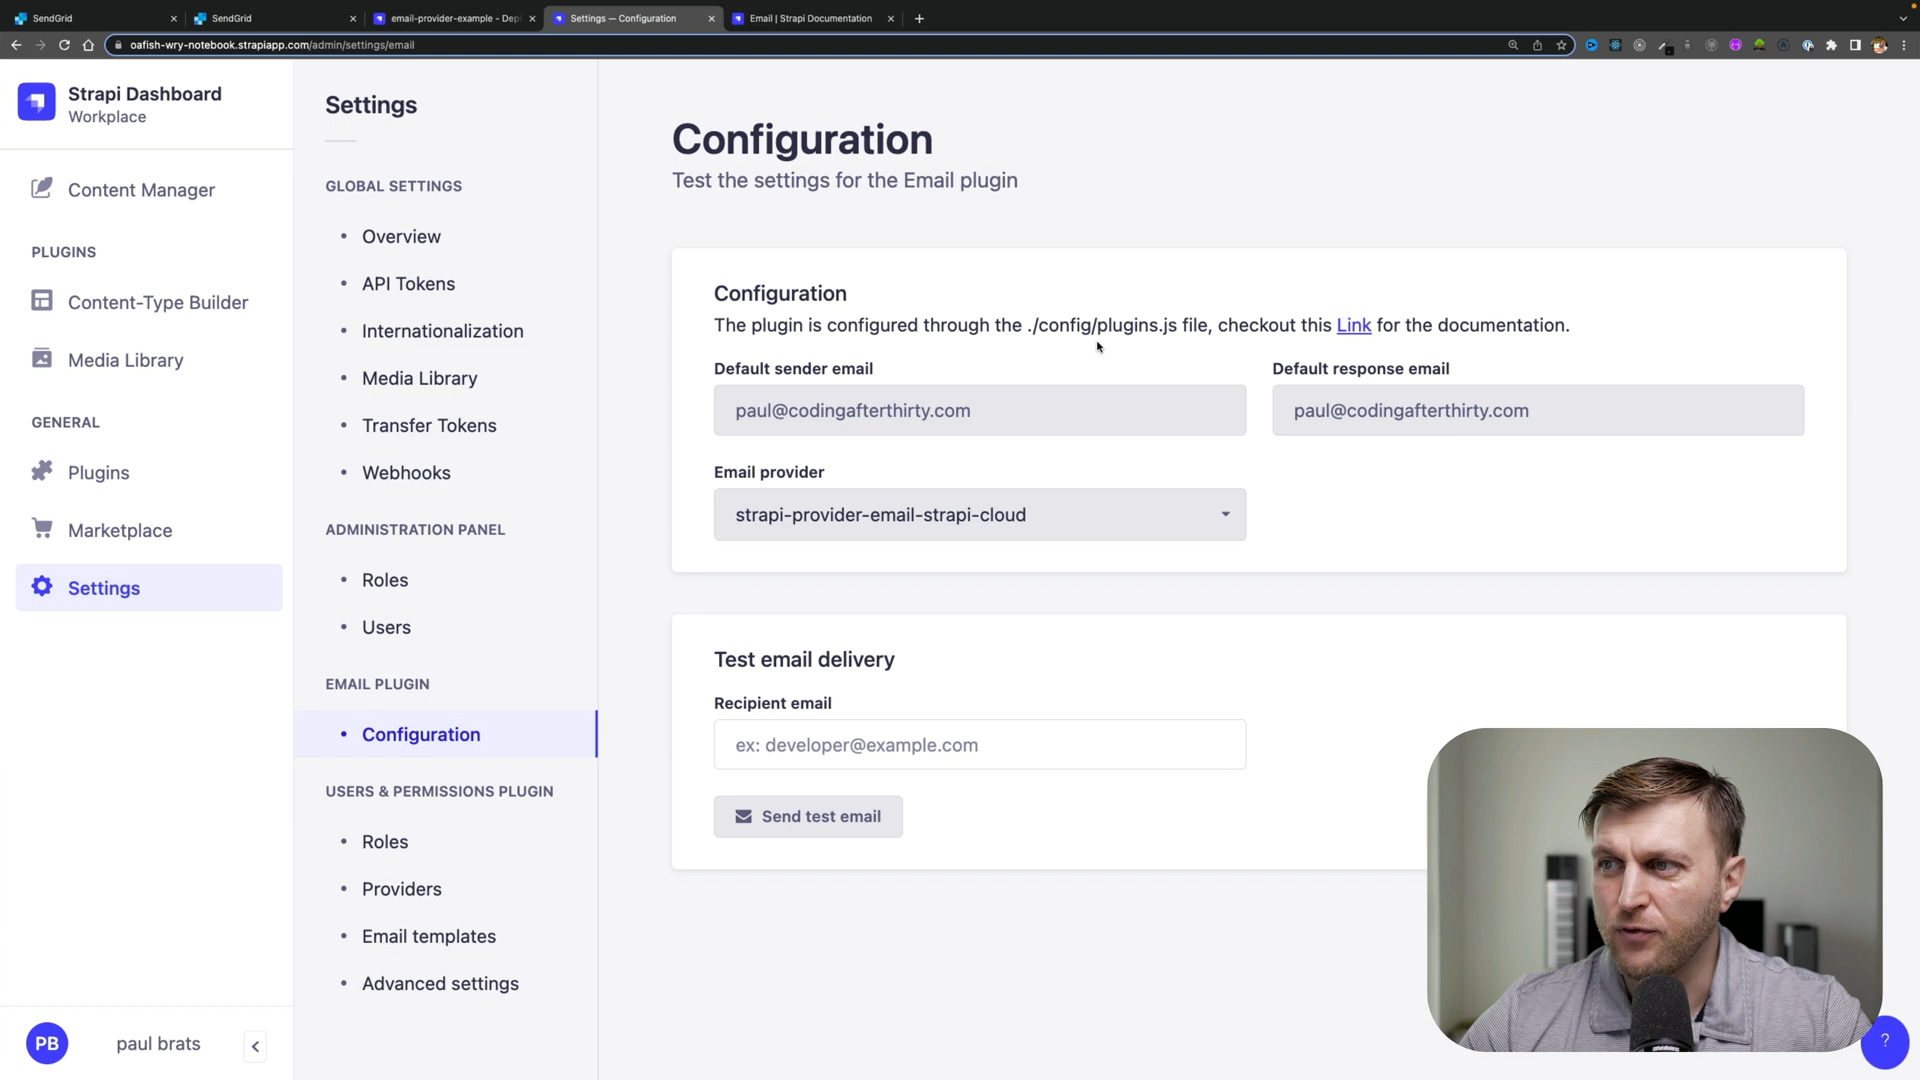 SendGrid
SendGrid
email-provider-example - Depl
Settings — Configuration
Email | Strapi Documentation
oafish-wry-notebook.strapiapp.com/admin/settings/email
Strapi Dashboard
Workplace
Content Manager
PLUGINS
Content-Type Builder
Media Library
GENERAL
Plugins
Marketplace
Settings
PB
paul brats
Settings
GLOBAL SETTINGS
Overview
API Tokens
Internationalization
Media Library
Transfer Tokens
Webhooks
ADMINISTRATION PANEL
Roles
Users
EMAIL PLUGIN
Configuration
USERS & PERMISSIONS PLUGIN
Roles
Providers
Email templates
Advanced settings
Configuration
Test the settings for the Email plugin
Configuration
The plugin is configured through the ./config/plugins.js file, checkout this Link for the documentation.
Default sender email
paul@codingafterthirty.com
Default response email
paul@codingafterthirty.com
Email provider
strapi-provider-email-strapi-cloud
Test email delivery
Recipient email
ex: developer@example.com
Send test email
?